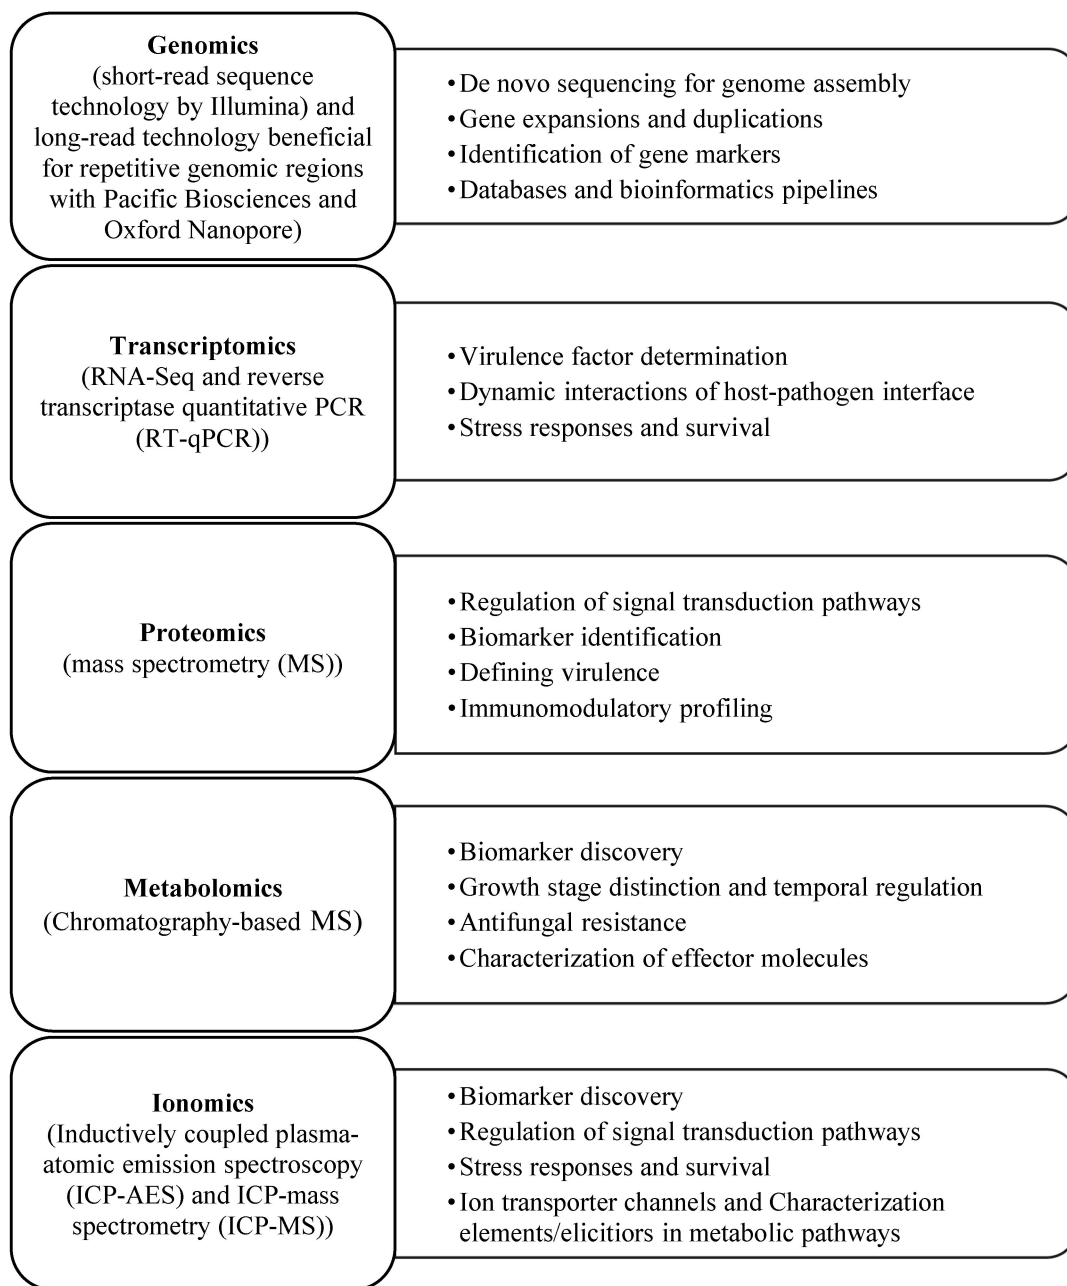 Genomics
(short-read sequence
technology by Illumina) and
long-read technology beneficial
for repetitive genomic regions
with Pacific Biosciences and
Oxford Nanopore)
•De novo sequencing for genome assembly
•Gene expansions and duplications
•Identification of gene markers
•Databases and bioinformatics pipelines
Transcriptomics
(RNA-Seq and reverse
transcriptase quantitative PCR
(RT-qPCR))
•Virulence factor determination
•Dynamic interactions of host-pathogen interface
•Stress responses and survival
Proteomics
(mass spectrometry (MS))
•Regulation of signal transduction pathways
•Biomarker identification
•Defining virulence
•Immunomodulatory profiling
Metabolomics
(Chromatography-based MS)
•Biomarker discovery
•Growth stage distinction and temporal regulation
•Antifungal resistance
•Characterization of effector molecules
Ionomics
(Inductively coupled plasma-
atomic emission spectroscopy
(ICP-AES) and ICP-mass
spectrometry (ICP-MS))
•Biomarker discovery
•Regulation of signal transduction pathways
•Stress responses and survival
•Ion transporter channels and Characterization
elements/elicitiors in metabolic pathways